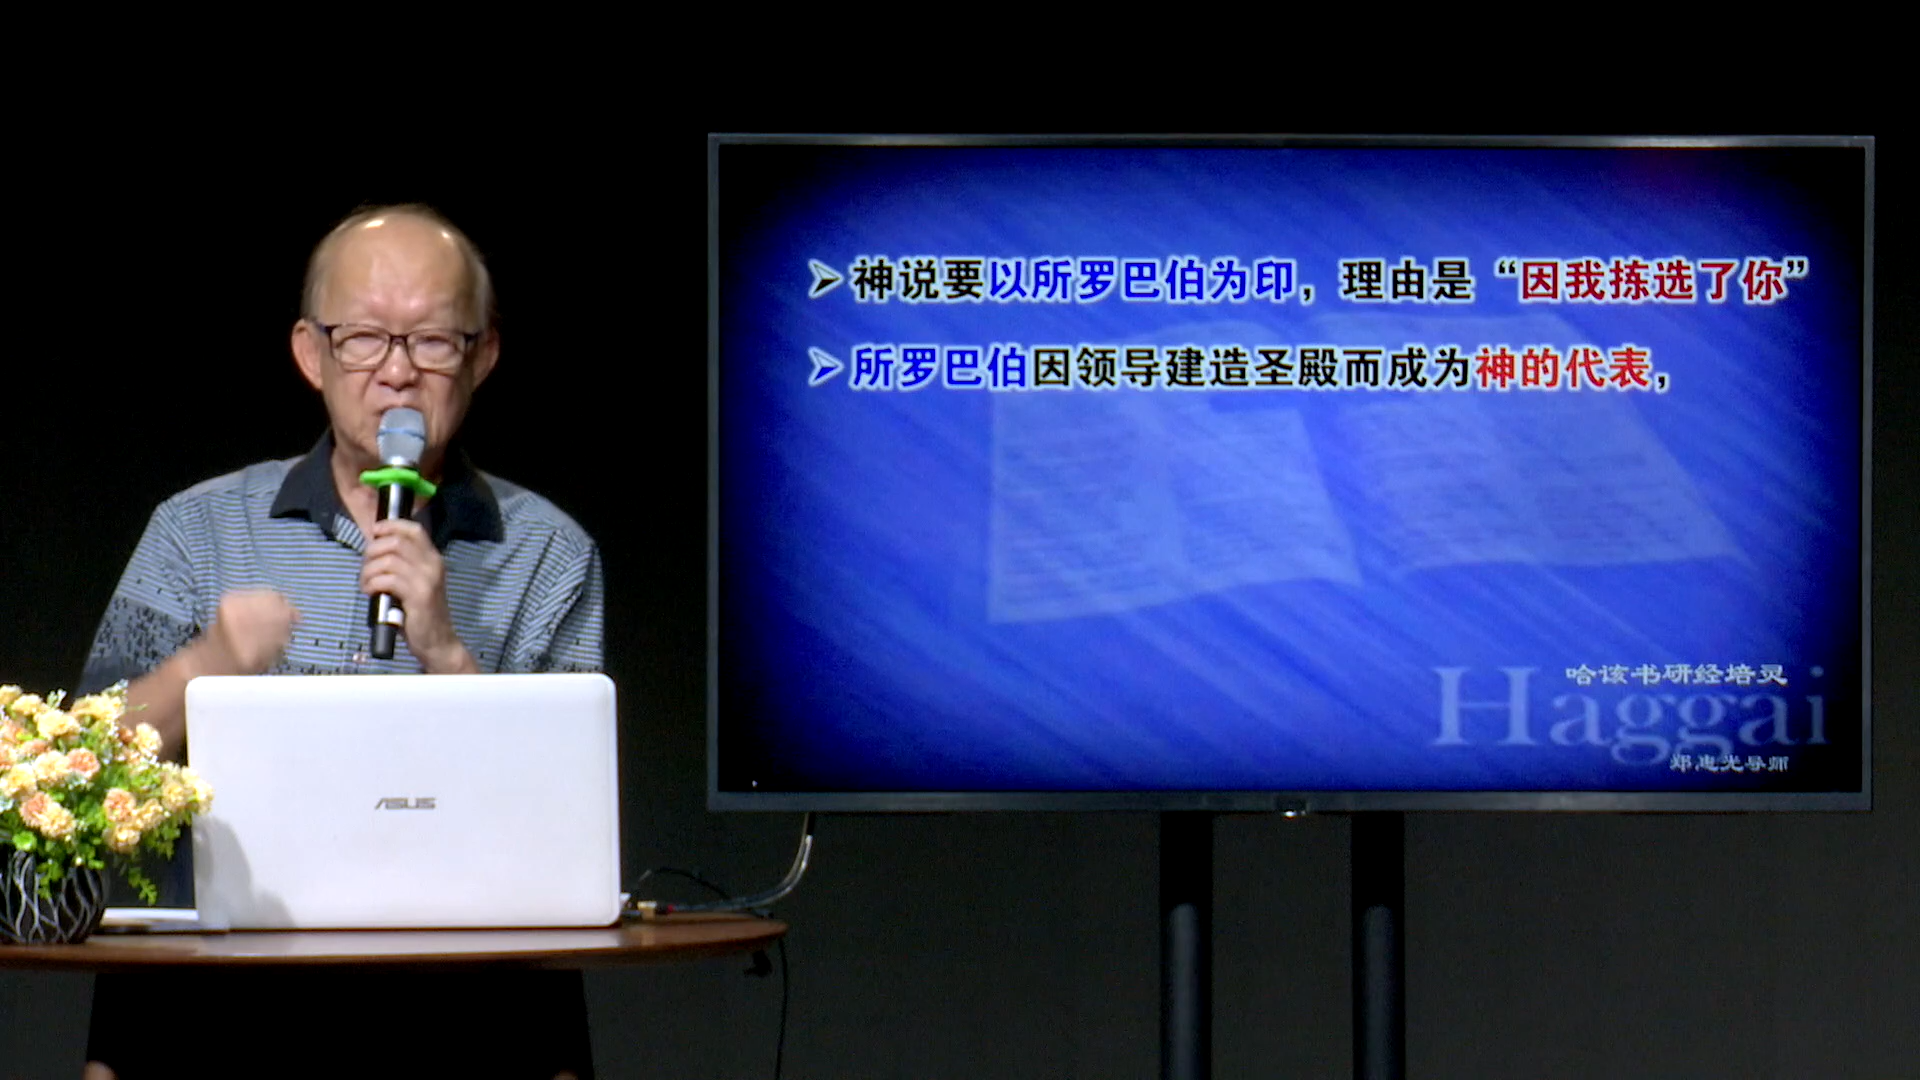 神说要以所罗巴伯为印，理由是“因我拣选了你”
所罗巴伯因领导建造圣殿而成为神的代表，
哈该书研经培灵
Haggai
郑惠光导师
ASUS